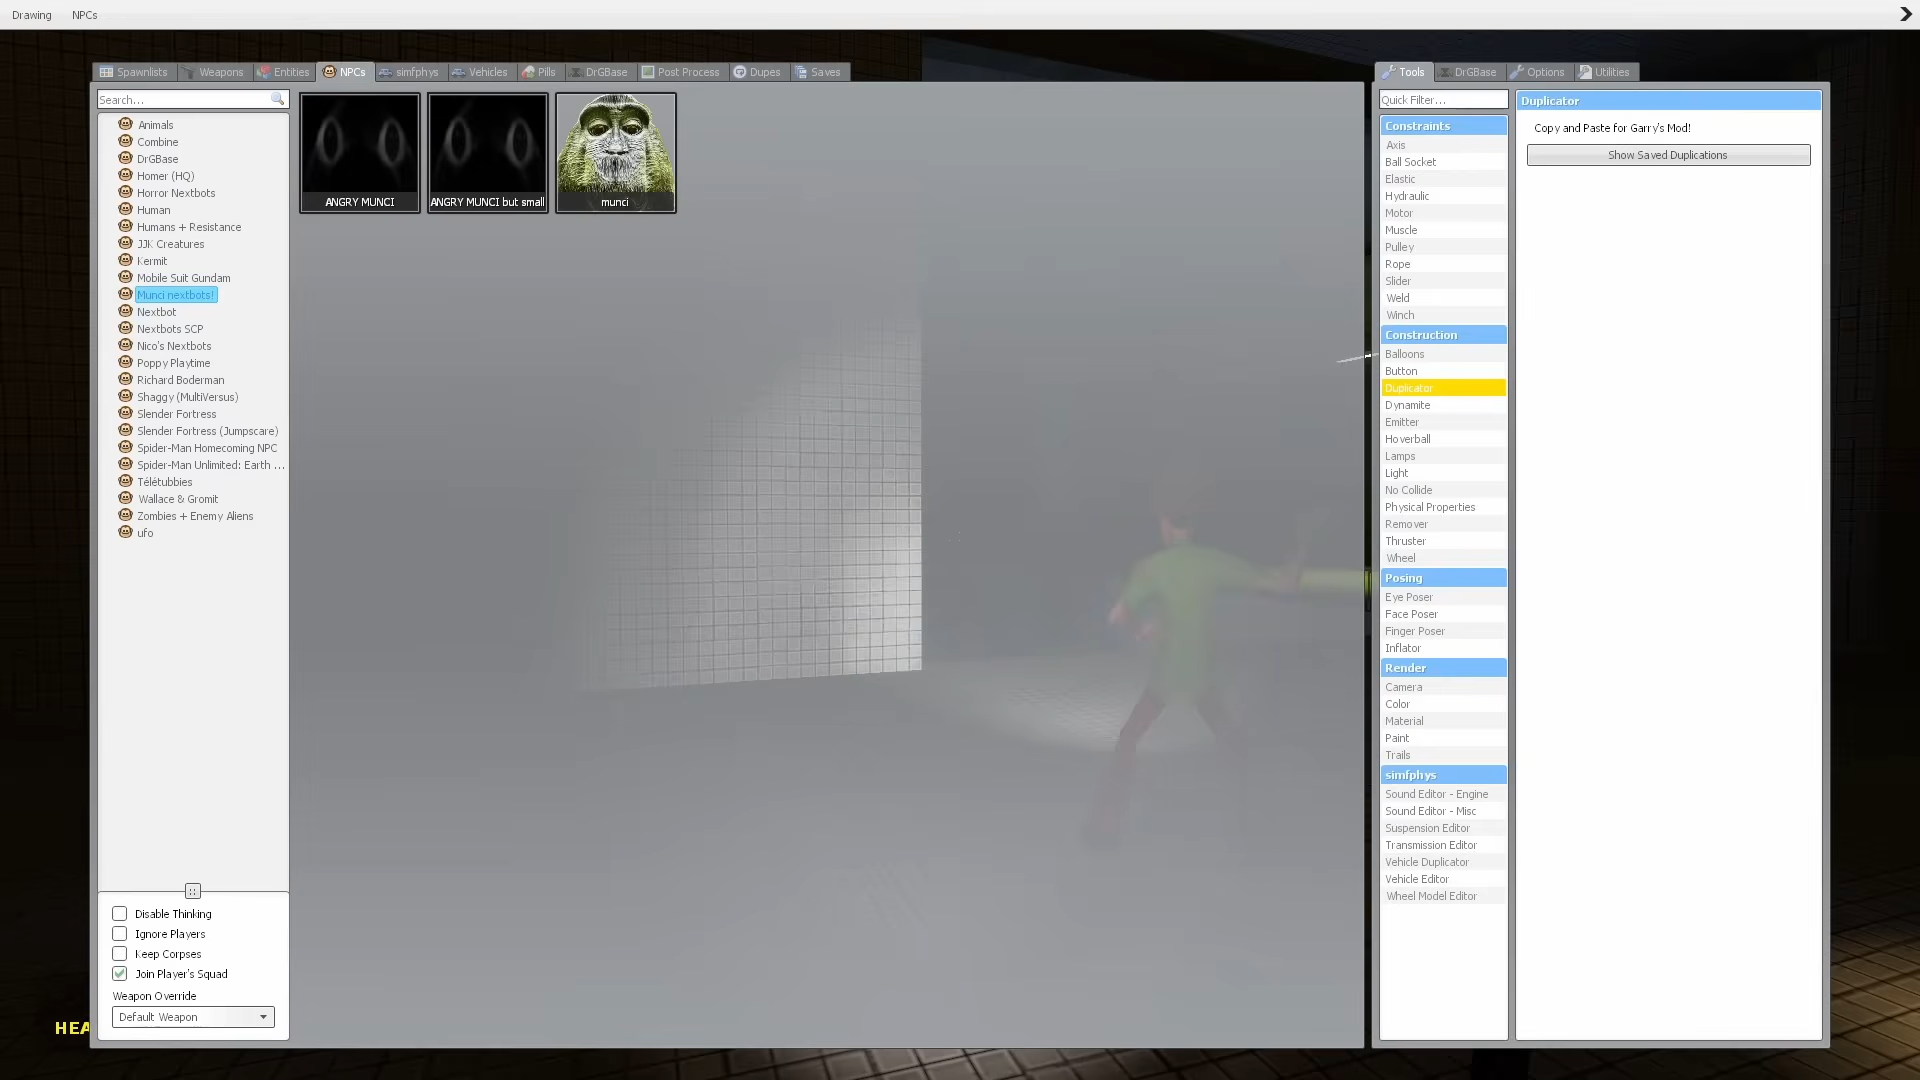 Drawing NPCs
Spawnlists Weapons Entities NPCs simfphys Vehicles Pills DrGBase Post Process Dupes Saves
Search...
Animals
Combine
DrGBase
Homer (HQ)
Horror Nextbots
Human
Humans + Resistance
JJK Creatures
Kermit
Mobile Suit Gundam
Munci nextbots!
Nextbot
Nextbots SCP
Nico's Nextbots
Poppy Playtime
Richard Boderman
Shaggy (MultiVersus)
Slender Fortress
Slender Fortress (Jumpscare)
Spider-Man Homecoming NPC
Spider-Man Unlimited: Earth ...
Télétubbies
Wallace & Gromit
Zombies + Enemy Aliens
ufo
Disable Thinking
Ignore Players
Keep Corpses
Join Player's Squad
Weapon Override
Default Weapon
HEA
ANGRY MUNCI
ANGRY MUNCI but small
munci
Tools DrGBase Options Utilities
Quick Filter...
Constraints
Axis
Ball Socket
Elastic
Hydraulic
Motor
Muscle
Pulley
Rope
Slider
Weld
Winch
Construction
Balloons
Button
Duplicator
Dynamite
Emitter
Hoverball
Lamps
Light
No Collide
Physical Properties
Remover
Thruster
Wheel
Posing
Eye Poser
Face Poser
Finger Poser
Inflator
Render
Camera
Color
Material
Paint
Trails
simfphys
Sound Editor - Engine
Sound Editor - Misc
Suspension Editor
Transmission Editor
Vehicle Duplicator
Vehicle Editor
Wheel Model Editor
Duplicator
Copy and Paste for Garry's Mod!
Show Saved Duplications